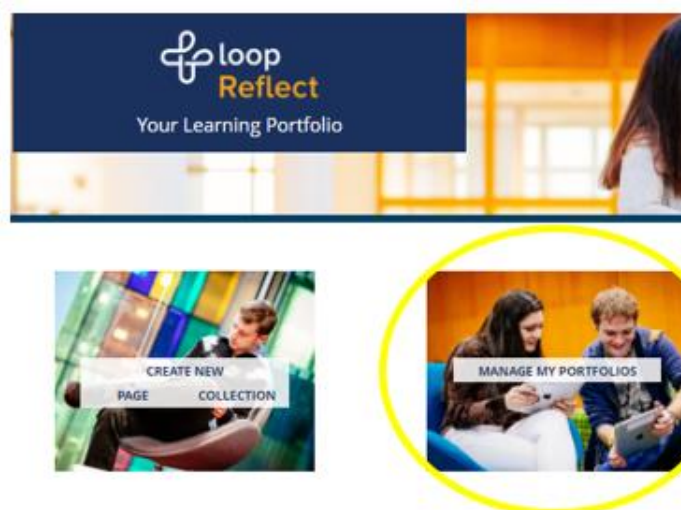 loop
Reflect
Your Learning Portfolio
CREATE NEW
PAGE COLLECTION
MANAGE MY PORTFOLIOS